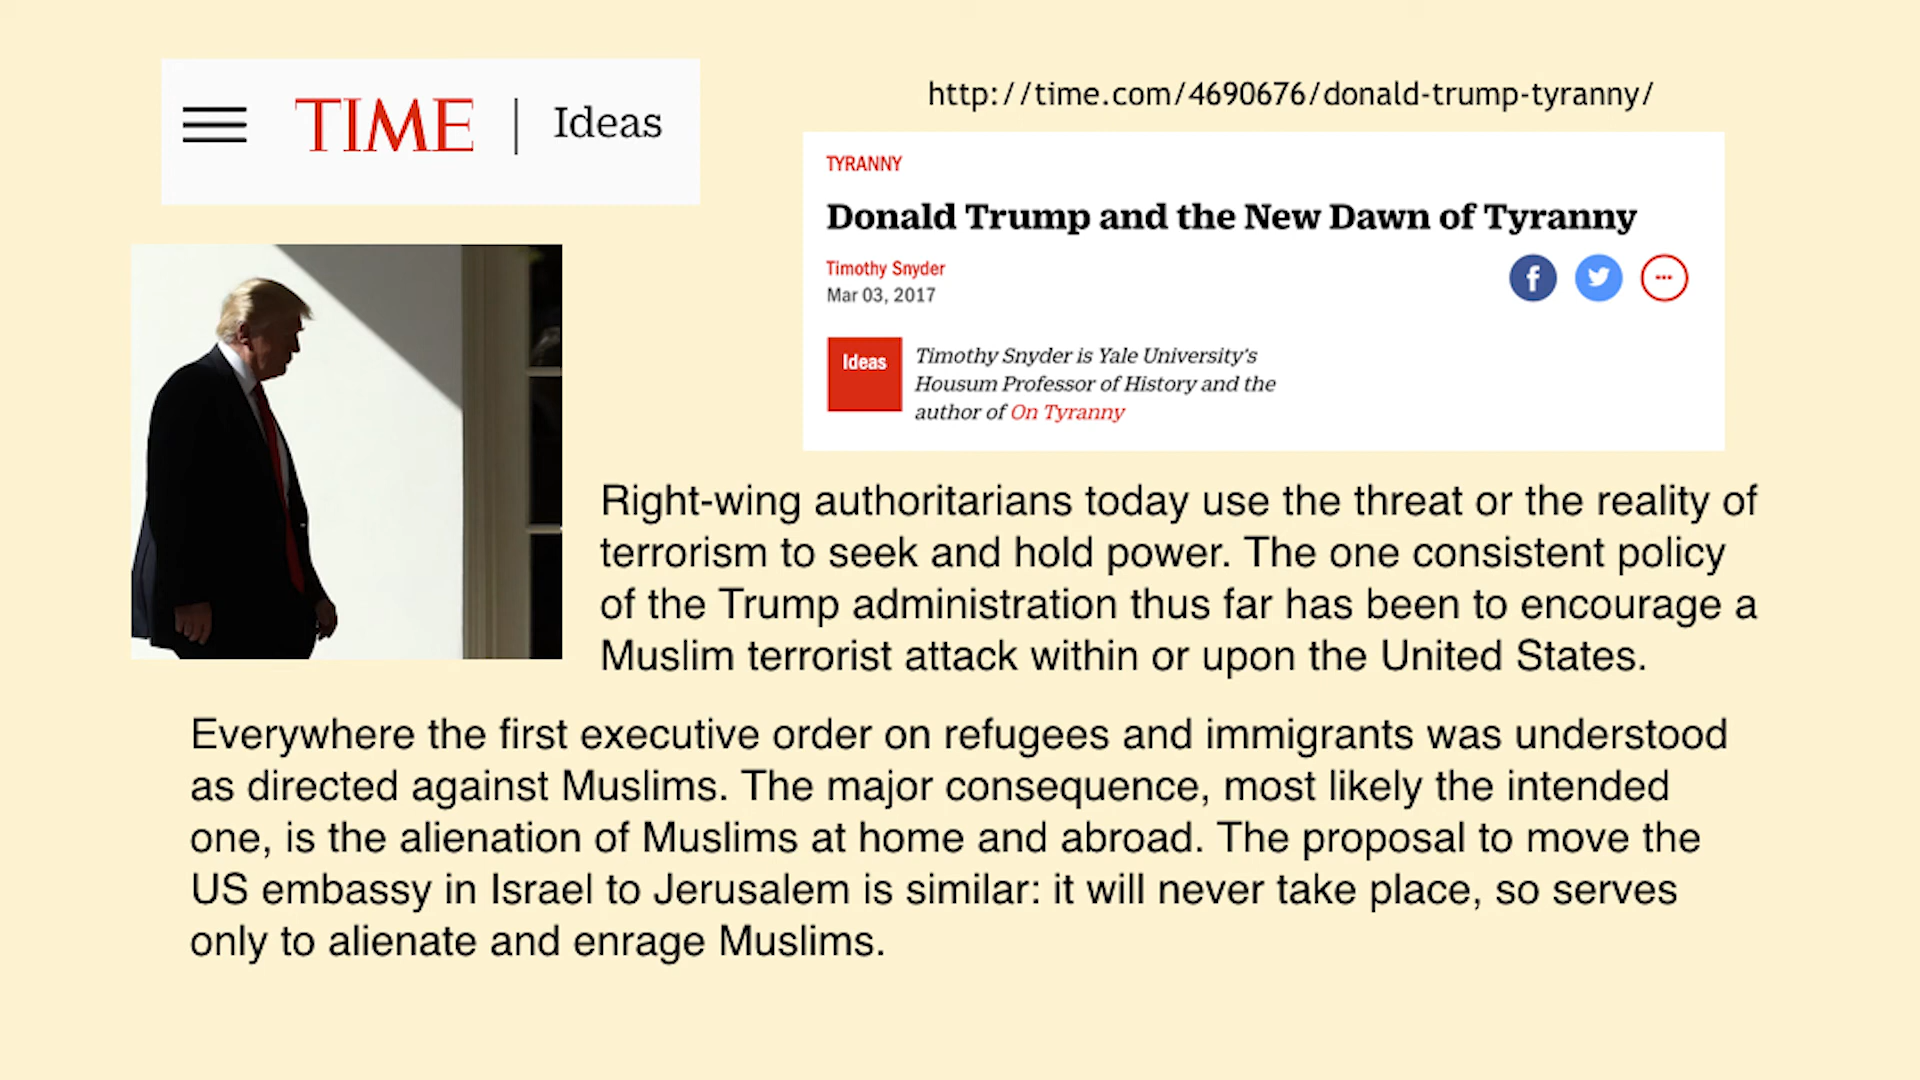 TIME | Ideas
http://time.com/4690676/donald-trump-tyranny/
TYRANNY
Donald Trump and the New Dawn of Tyranny
Timothy Snyder
Mar 03, 2017
Ideas
Timothy Snyder is Yale University's
Housum Professor of History and the
author of On Tyranny
Right-wing authoritarians today use the threat or the reality of
terrorism to seek and hold power. The one consistent policy
of the Trump administration thus far has been to encourage a
Muslim terrorist attack within or upon the United States.
Everywhere the first executive order on refugees and immigrants was understood
as directed against Muslims. The major consequence, most likely the intended
one, is the alienation of Muslims at home and abroad. The proposal to move the
US embassy in Israel to Jerusalem is similar: it will never take place, so serves
only to alienate and enrage Muslims.